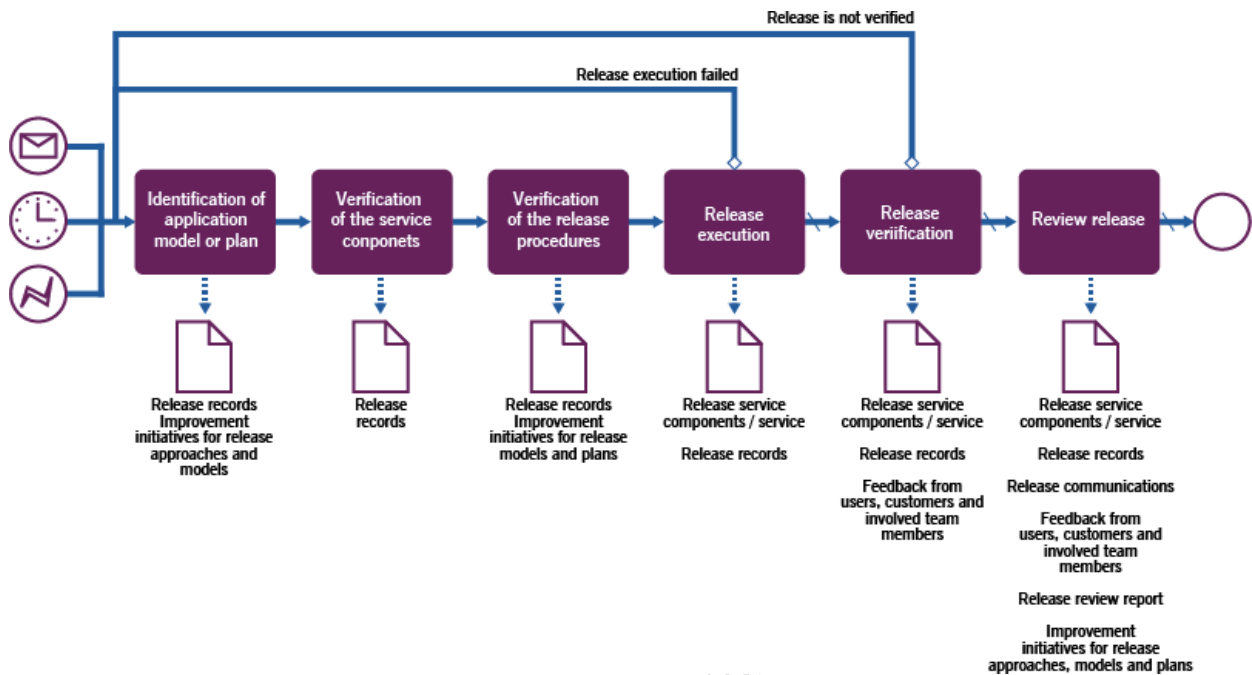 Release is not verified
Release execution failed
Identification of
application
model or plan
Verification
of the service
conponets
Verification
of the release
procedures
Release
execution
Release
veriification
Review release
Release records
Improvement
initiatives for release
approaches and
models
Release
records
Release records
Improvement
initiatives for release
models and plans
Release service
components / service
Release records
Release service
components / service
Release records
Feedback from
users, customers and
involved team
members
Release service
components / service
Release records
Release communications
Feedback from
users, customers and
involved team
members
Release review report
Improvement
initiatives for release
approaches, models and plans